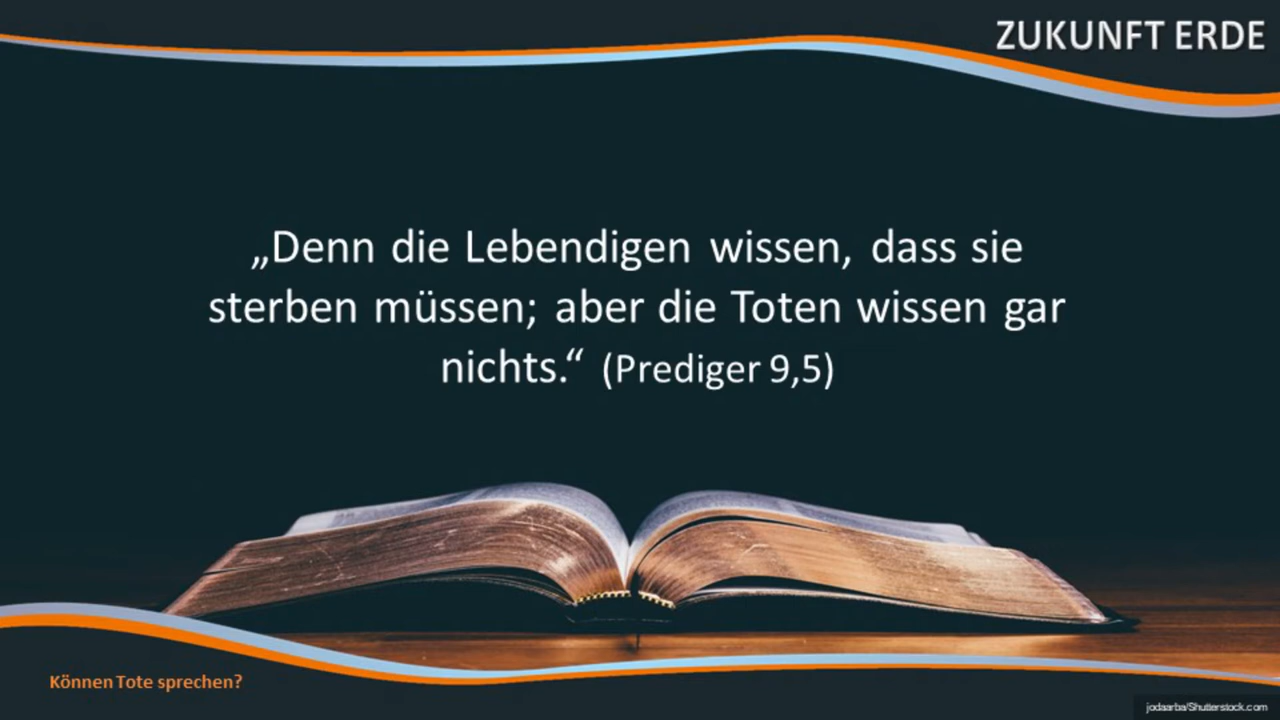 ZUKUNFT ERDE
„Denn die Lebendigen wissen, dass sie
sterben müssen; aber die Toten wissen gar
nichts.“ (Prediger 9,5)
Können Tote sprechen?
jodaarba/Shutterstock.com